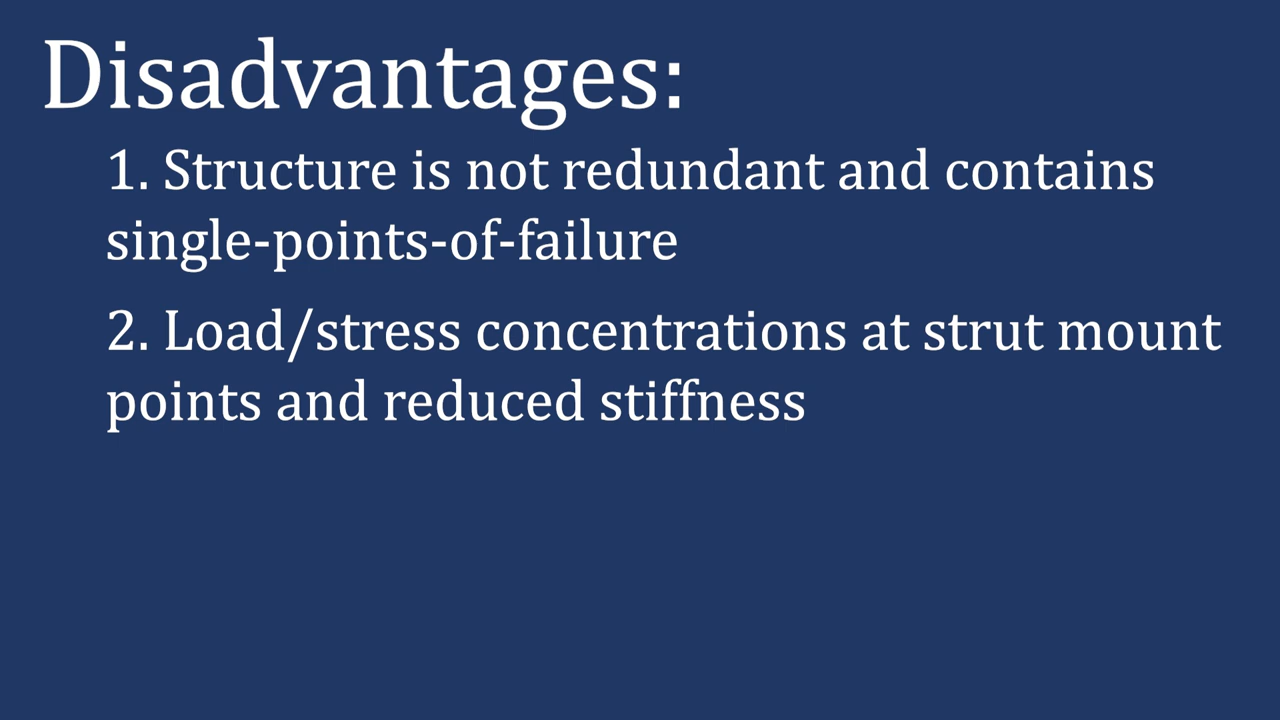 Disadvantages:
1. Structure is not redundant and contains
single-points-of-failure
2. Load/stress concentrations at strut mount
points and reduced stiffness